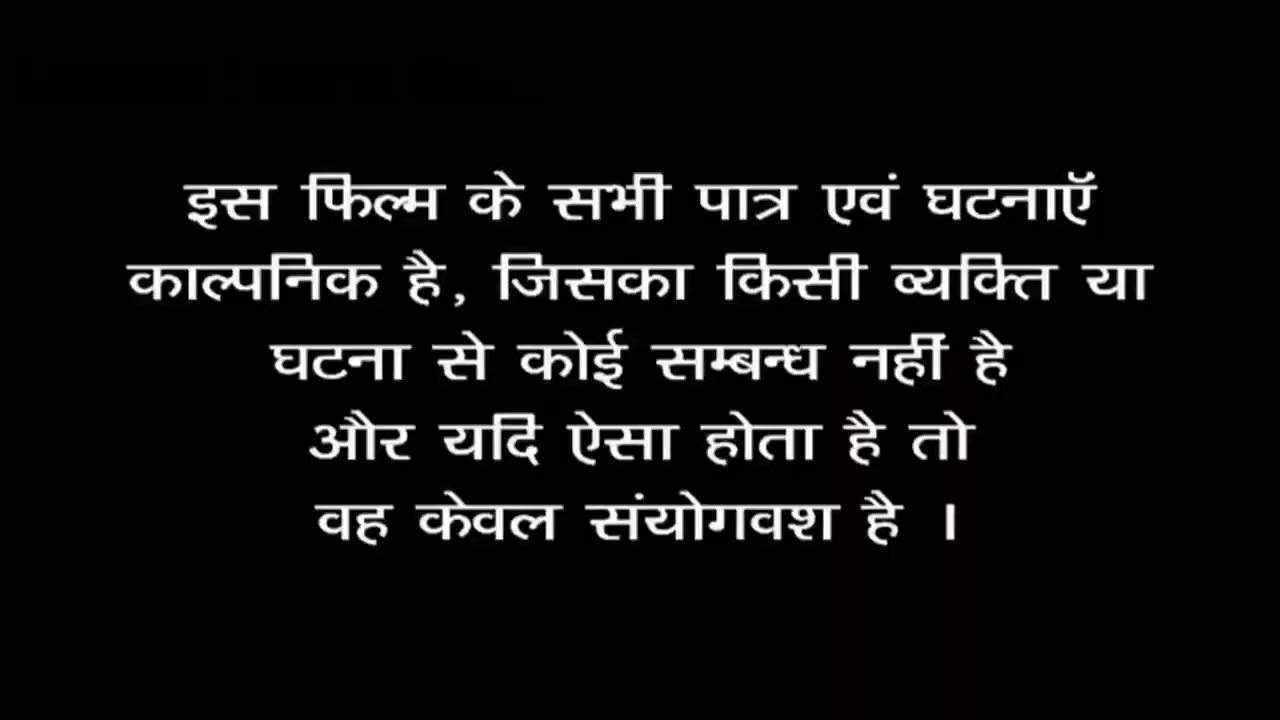 इस फिल्म के सभी पात्र एवं घटनाऍ
काल्पनिक है, जिसका किसी व्यक्ति या
घटना से कोई सम्बन्ध नहीं है
और यदि ऐसा होता है तो
वह केवल संयोगवश है ।